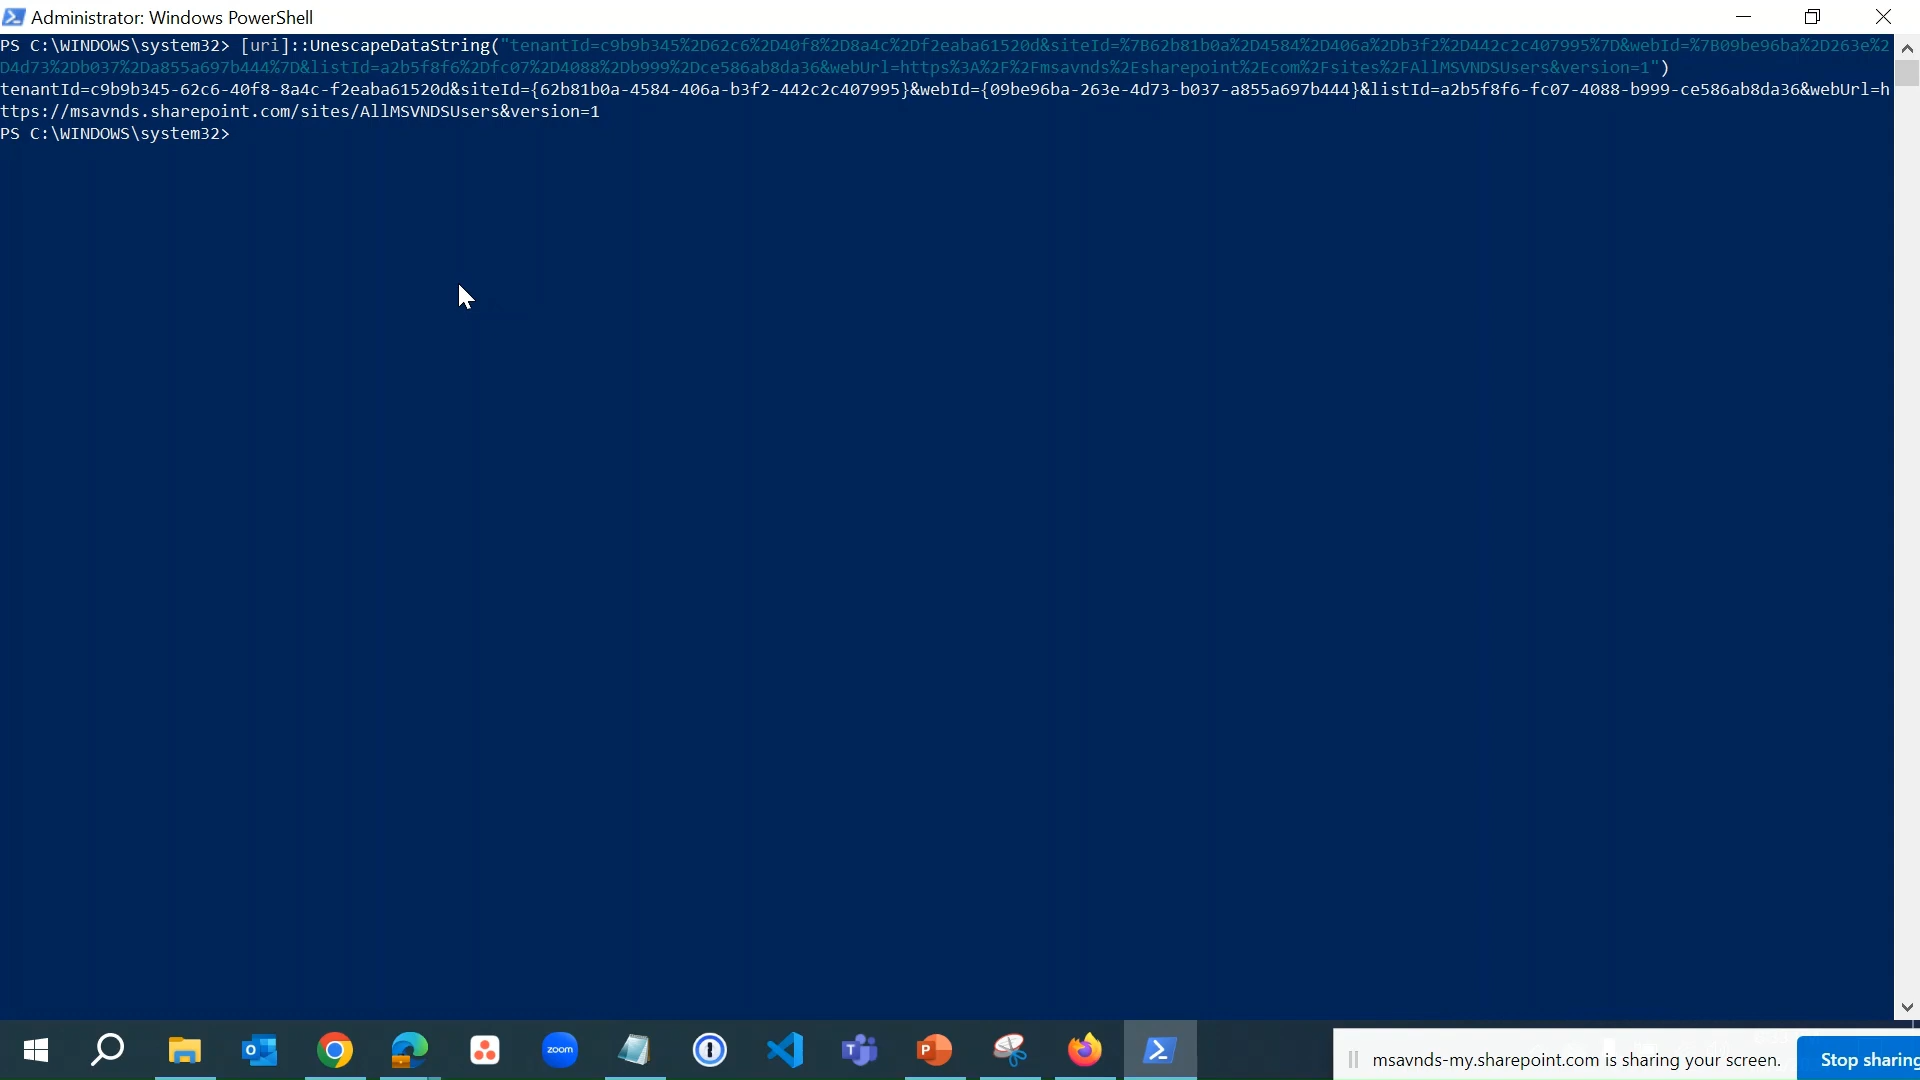 Administrator: Windows PowerShell
PS C:\WINDOWS\system32> [uri]::UnescapeDataString("tenantId=c9b9b345%2D62c6%2D40f8%2D8a4c%2Df2eaba61520d&siteId=%7B62b81b0a%2D4584%2D406a%2Db3f2%2D442c2c407995%7D&webId=%7B09be96ba%2D263e%2
D4d73%2Db037%2Da855a697b444%7D&listId=a2b5f8f6%2Dfc07%2D4088%2Db999%2Dce586ab8da36&webUrl=https%3A%2F%2Fmsavnds%2Esharepoint%2Ecom%2Fsites%2FAllMSVNDSUsers&version=1")
tenantId=c9b9b345-62c6-40f8-8a4c-f2eaba61520d&siteId={62b81b0a-4584-406a-b3f2-442c2c407995}&webId={09be96ba-263e-4d73-b037-a855a697b444}&listId=a2b5f8f6-fc07-4088-b999-ce586ab8da36&webUrl=h
ttps://msavnds.sharepoint.com/sites/AllMSVNDSUsers&version=1
PS C:\WINDOWS\system32>
zoom
msavnds-my.sharepoint.com is sharing your screen.
Stop sharing